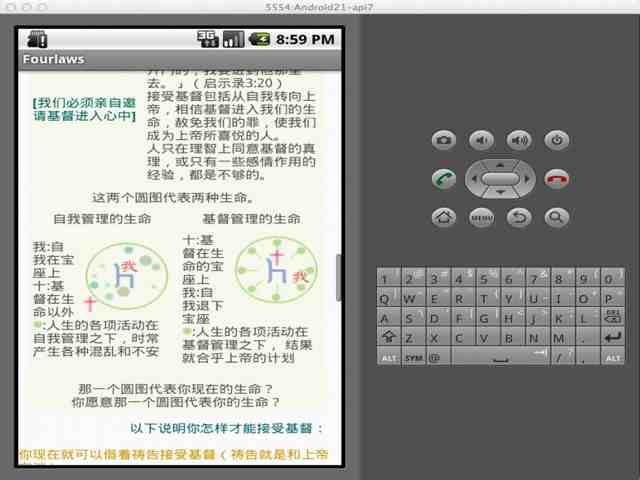 5554:Android21-api7
3G
8:59 PM
Fourlaws
去。」（启示录3:20）
[我们必须亲自邀
请基督进入心中]
接受基督包括从自我转向上
帝，相信基督进入我们的生
命，赦免我们的罪，使我们
成为上帝所喜悦的人。
人只在理智上同意基督的真
理，或只有一些感情作用的
经验，都是不够的。
这两个圆图代表两种生命。
自我管理的生命
基督管理的生命
我:自
我在宝
座上
十:基
督在生
命以外
我
:人生的各项活动在
自我管理之下，时常
产生各种混乱和不安
十:基
督在生
命的宝
座上
我:自
我退下
宝座
我
:人生的各项活动在
基督管理之下， 结果
就合乎上帝的计划
那一个圆图代表你现在的生命？
你愿意那一个圆图代表你的生命？
以下说明你怎样才能接受基督：
你现在就可以借着祷告接受基督（祷告就是和上帝
MENU
1 2 3 4 5 6 7 8 9 0
Q W E R T Y U I O P
A S D F G H J K L DEL
Z X C V B N M .
ALT SYM @ / , ALT